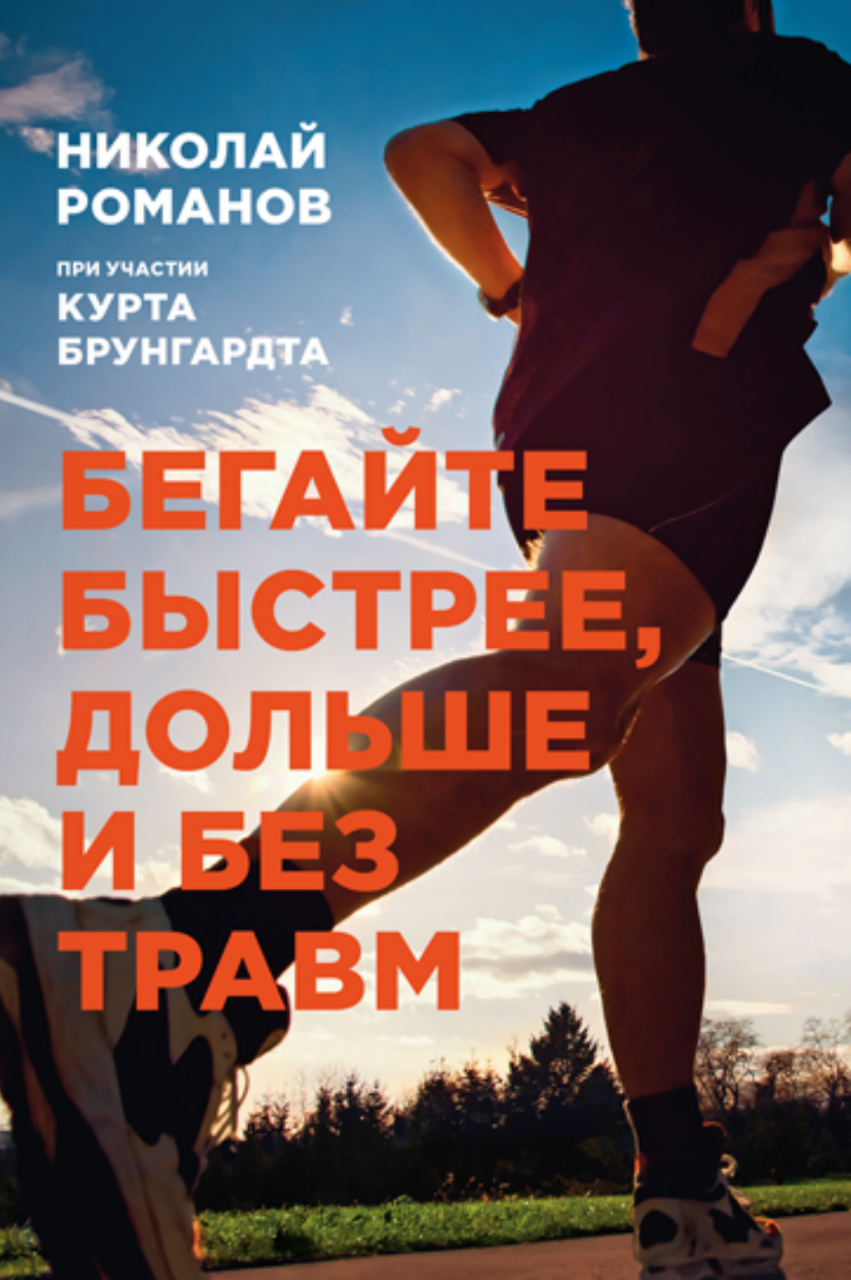 НИКОЛАЙ
РОМАНОВ
ПРИ УЧАСТИИ
КУРТА
БРУНГАРДТА
БЕГАЙТЕ
БЫСТРЕЕ,
ДОЛЬШЕ
И БЕЗ
ТРАВМ